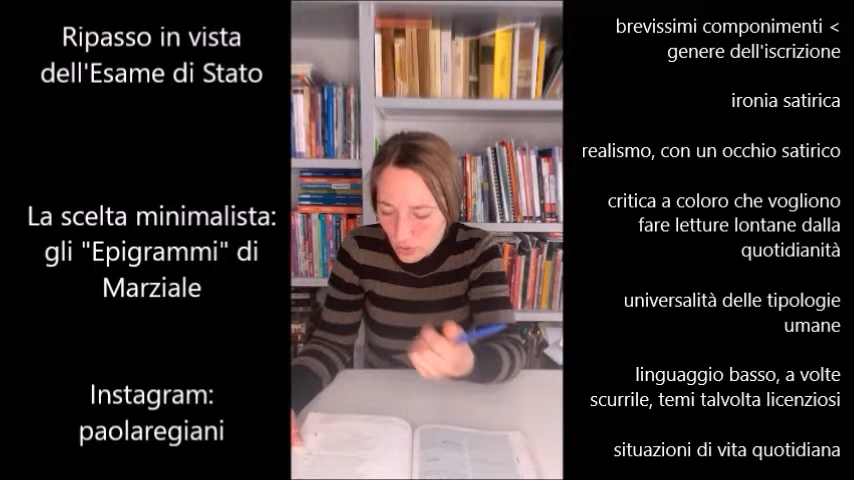 Ripasso in vista
dell'Esame di Stato
La scelta minimalista:
gli "Epigrammi" di
Marziale
Instagram:
paolaregiani
brevissimi componimenti <
genere dell'iscrizione
ironia satirica
realismo, con un occhio satirico
critica a coloro che vogliono
fare letture lontane dalla
quotidianità
universalità delle tipologie
umane
linguaggio basso, a volte
scurrile, temi talvolta licenziosi
situazioni di vita quotidiana